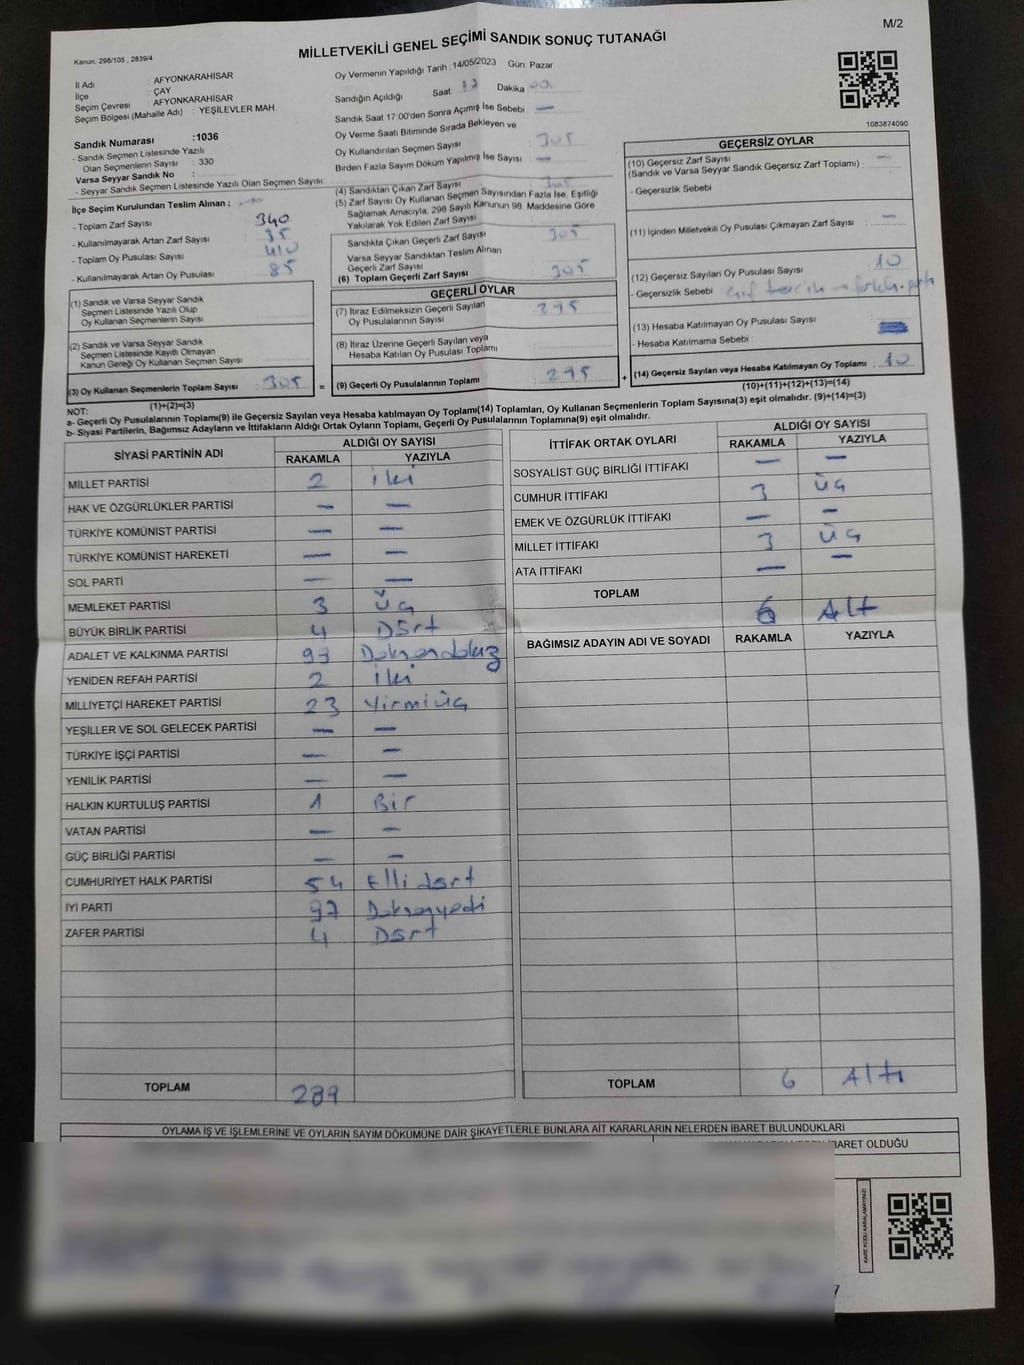 M/2
MİLLETVEKİLİ GENEL SEÇİMİ SANDIK SONUÇ TUTANAĞI
Kanun. 298/105 , 2839/4
İl Adı : AFYONKARAHİSAR
İlçe : ÇAY
Seçim Çevresi : AFYONKARAHİSAR
Seçim Bölgesi (Mahalle Adı) : YEŞİLEVLER MAH.
Sandık Numarası :1036
- Sandık Seçmen Listesinde Yazılı
Olan Seçmenlerin Sayısı : 330
Varsa Seyyar Sandık No :
- Seyyar Sandık Seçmen Listesinde Yazılı Olan Seçmen Sayısı :
İlçe Seçim Kurulundan Teslim Alınan ;
- Toplam Zarf Sayısı 340
- Kullanılmayarak Artan Zarf Sayısı 35
- Toplam Oy Pusulası Sayısı 410
- Kullanılmayarak Artan Oy Pusulası 85
(1) Sandık ve Varsa Seyyar Sandık
Seçmen Listesinde Yazılı Olup
Oy Kullanan Seçmenlerin Sayısı
(2) Sandık ve Varsa Seyyar Sandık
Seçmen Listesinde Kayıtlı Olmayan
Kanun Gereği Oy Kullanan Seçmen Sayısı
(3) Oy Kullanan Seçmenlerin Toplam Sayısı : 305 =
(1)+(2)=(3)
Oy Vermenin Yapıldığı Tarih :14/05/2023 Gün: Pazar
Sandığın Açıldığı Saat 17 Dakika 00
Sandık Saat 17:00'den Sonra Açımış İse Sebebi : —
Oy Verme Saati Bitiminde Sırada Bekleyen ve
Oy Kullandırılan Seçmen Sayısı : 305
Birden Fazla Sayım Döküm Yapılmış İse Sayısı : —
(4) Sandıktan Çıkan Zarf Sayısı 305
(5) Zarf Sayısı Oy Kullanan Seçmen Sayısından Fazla İse, Eşitliği
Sağlamak Amacıyla, 298 Sayılı Kanunun 98. Maddesine Göre
Yakılarak Yok Edilen Zarf Sayısı
Sandıkta Çıkan Geçerli Zarf Sayısı 305
Varsa Seyyar Sandıktan Teslim Alınan
Geçerli Zarf Sayısı
(6) Toplam Geçerli Zarf Sayısı 305
GEÇERLİ OYLAR
(7) İtiraz Edilmeksizin Geçerli Sayılan
Oy Pusulalarının Sayısı : 295
(8) İtiraz Üzerine Geçerli Sayılan veya
Hesaba Katılan Oy Pusulası Toplamı
(9) Geçerli Oy Pusulalarının Toplamı : 295 +
1083874090
GEÇERSİZ OYLAR
(10) Geçersiz Zarf Sayısı : —
(Sandık ve Varsa Seyyar Sandık Geçersiz Zarf Toplamı)
- Geçersizlik Sebebi
(11) İçinden Milletvekili Oy Pusulası Çıkmayan Zarf Sayısı —
(12) Geçersiz Sayılan Oy Pusulası Sayısı : 10
- Geçersizlik Sebebi
(13) Hesaba Katılmayan Oy Pusulası Sayısı
- Hesaba Katılmama Sebebi :
(14) Geçersiz Sayılan veya Hesaba Katılmayan Oy Toplamı : 10
(10)+(11)+(12)+(13)=(14)
NOT:
a- Geçerli Oy Pusulalarının Toplamı(9) ile Geçersiz Sayılan veya Hesaba katılmayan Oy Toplamı(14) Toplamları, Oy Kullanan Seçmenlerin Toplam Sayısına(3) eşit olmalıdır. (9)+(14)=(3)
b- Siyasi Partilerin, Bağımsız Adayların ve İttifakların Aldığı Ortak Oyların Toplamı, Geçerli Oy Pusulalarının Toplamına(9) eşit olmalıdır.
SİYASİ PARTİNİN ADI ALDIĞI OY SAYISI
RAKAMLA YAZIYLA
MİLLET PARTİSİ 2 iki
HAK VE ÖZGÜRLÜKLER PARTİSİ — —
TÜRKİYE KOMÜNİST PARTİSİ — —
TÜRKİYE KOMÜNİST HAREKETİ — —
SOL PARTİ — —
MEMLEKET PARTİSİ 3 üç
BÜYÜK BİRLİK PARTİSİ 4 Dört
ADALET VE KALKINMA PARTİSİ 99 Doksandokuz
YENİDEN REFAH PARTİSİ 2 iki
MİLLİYETÇİ HAREKET PARTİSİ 23 Yirmiüç
YEŞİLLER VE SOL GELECEK PARTİSİ — —
TÜRKİYE İŞÇİ PARTİSİ — —
YENİLİK PARTİSİ — —
HALKIN KURTULUŞ PARTİSİ 1 Bir
VATAN PARTİSİ — —
GÜÇ BİRLİĞİ PARTİSİ — —
CUMHURİYET HALK PARTİSİ 54 Ellidört
İYİ PARTİ 97 Doksanyedi
ZAFER PARTİSİ 4 Dört
TOPLAM 289
İTTİFAK ORTAK OYLARI ALDIĞI OY SAYISI
RAKAMLA YAZIYLA
SOSYALİST GÜÇ BİRLİĞİ İTTİFAKI — —
CUMHUR İTTİFAKI 3 üç
EMEK VE ÖZGÜRLÜK İTTİFAKI — —
MİLLET İTTİFAKI 3 üç
ATA İTTİFAKI — —
TOPLAM 6 Altı
BAĞIMSIZ ADAYIN ADI VE SOYADI RAKAMLA YAZIYLA
TOPLAM 6 Altı
OYLAMA İŞ VE İŞLEMLERİNE VE OYLARIN SAYIM DÖKÜMÜNE DAİR ŞİKAYETLERLE BUNLARA AİT KARARLARIN NELERDEN İBARET BULUNDUKLARI
İBARET OLDUĞU
KARE KODU KARALAMAYINIZ!